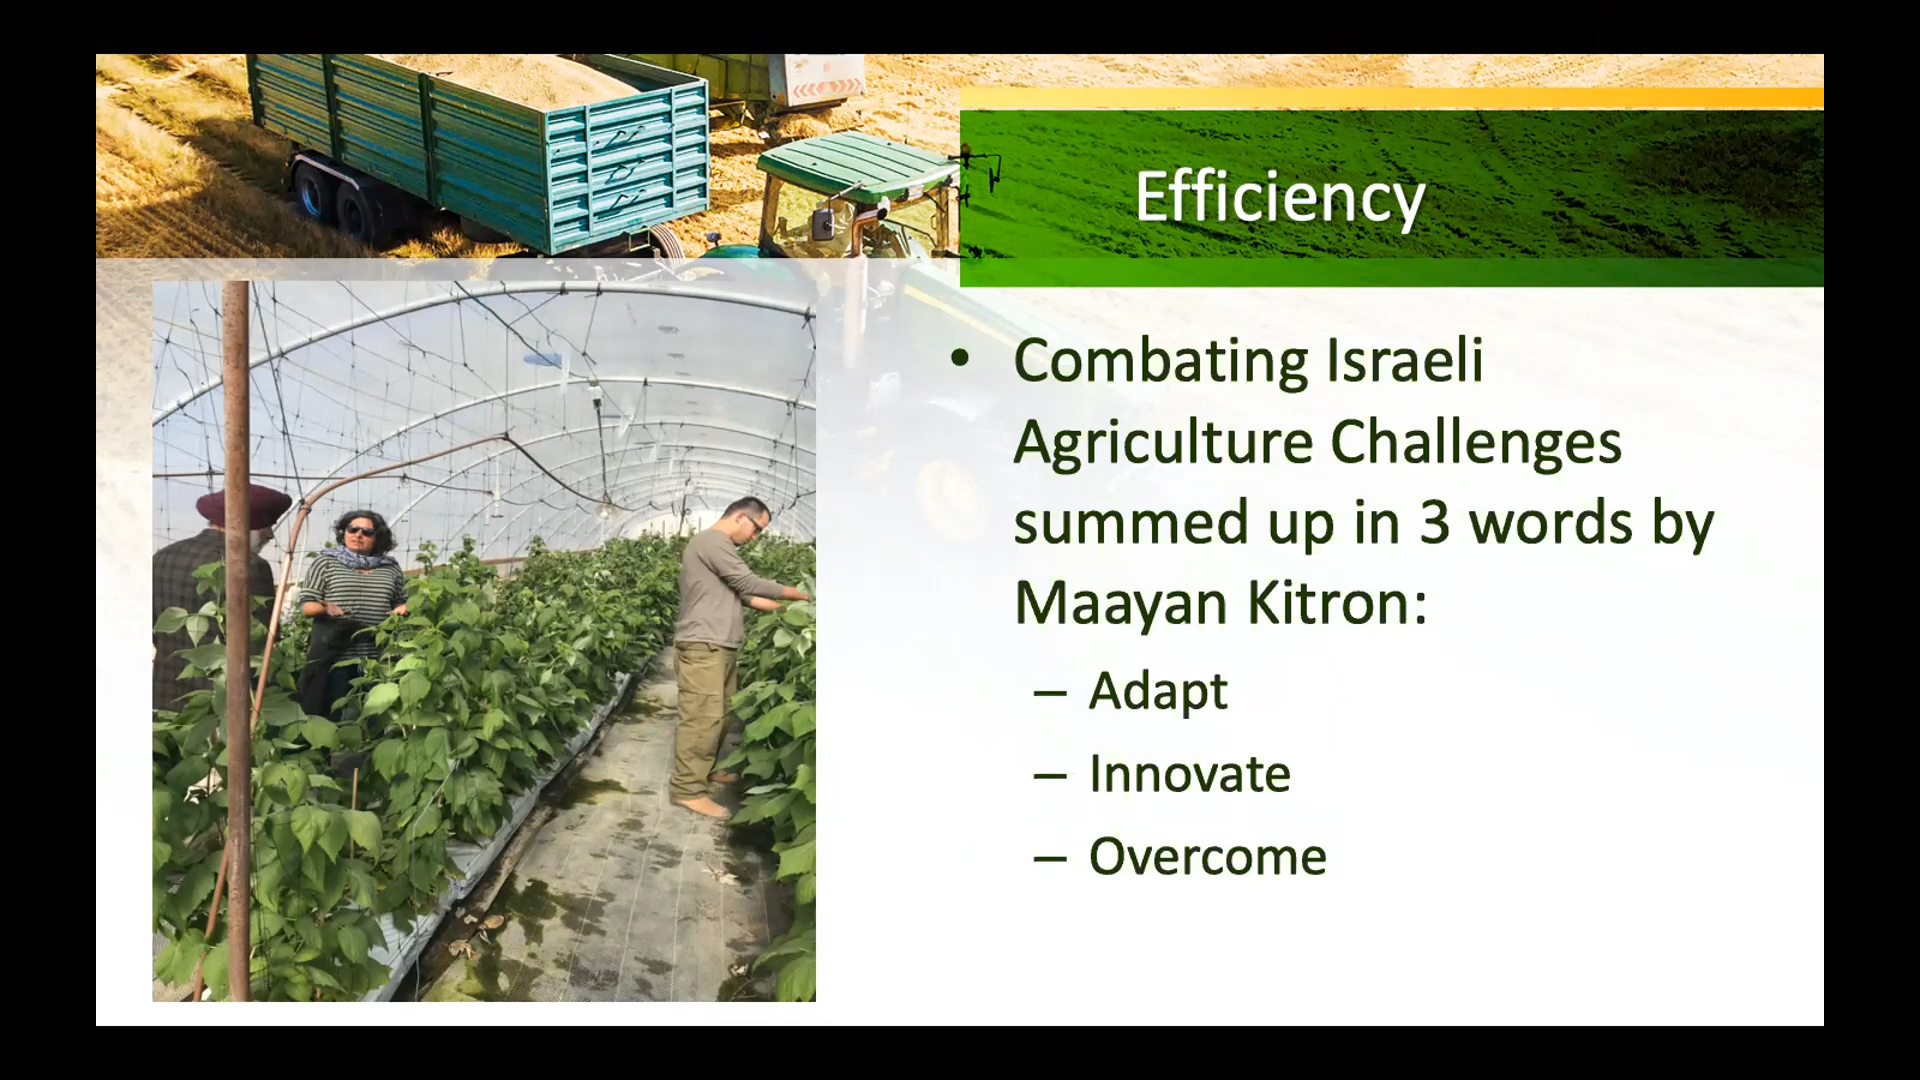 Efficiency
• Combating Israeli
Agriculture Challenges
summed up in 3 words by
Maayan Kitron:
– Adapt
– Innovate
– Overcome